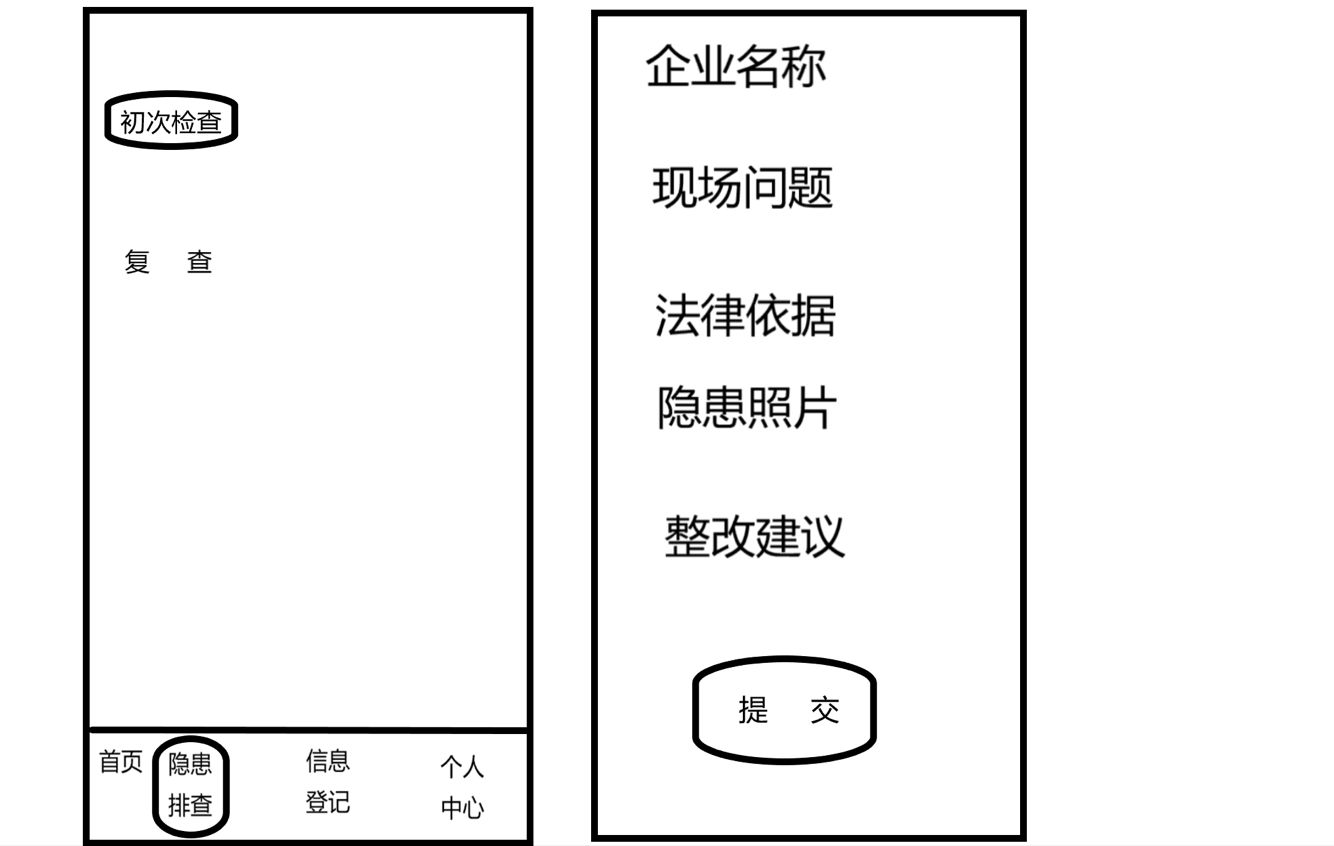 初次检查
复 查
首页
隐患
排查
信息
登记
个人
中心
企业名称
现场问题
法律依据
隐患照片
整改建议
提 交